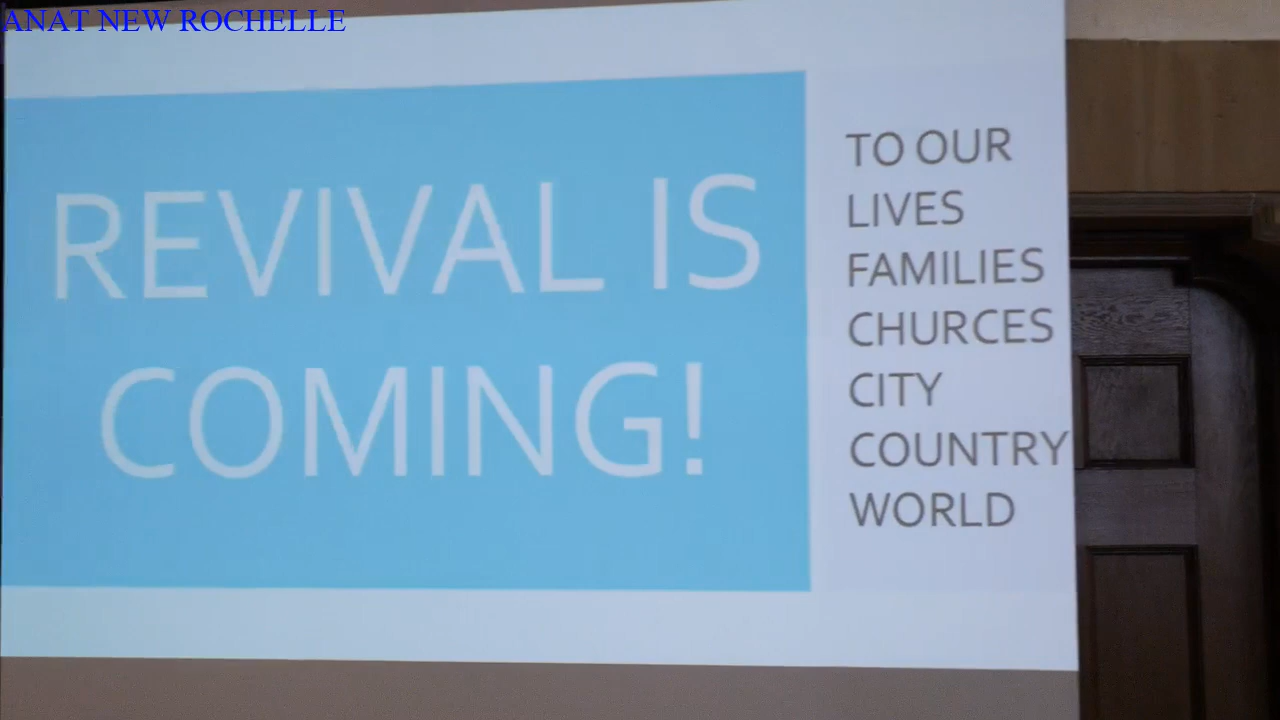 ANAT NEW ROCHELLE
REVIVAL IS
COMING!
TO OUR
LIVES
FAMILIES
CHURCES
CITY
COUNTRY
WORLD